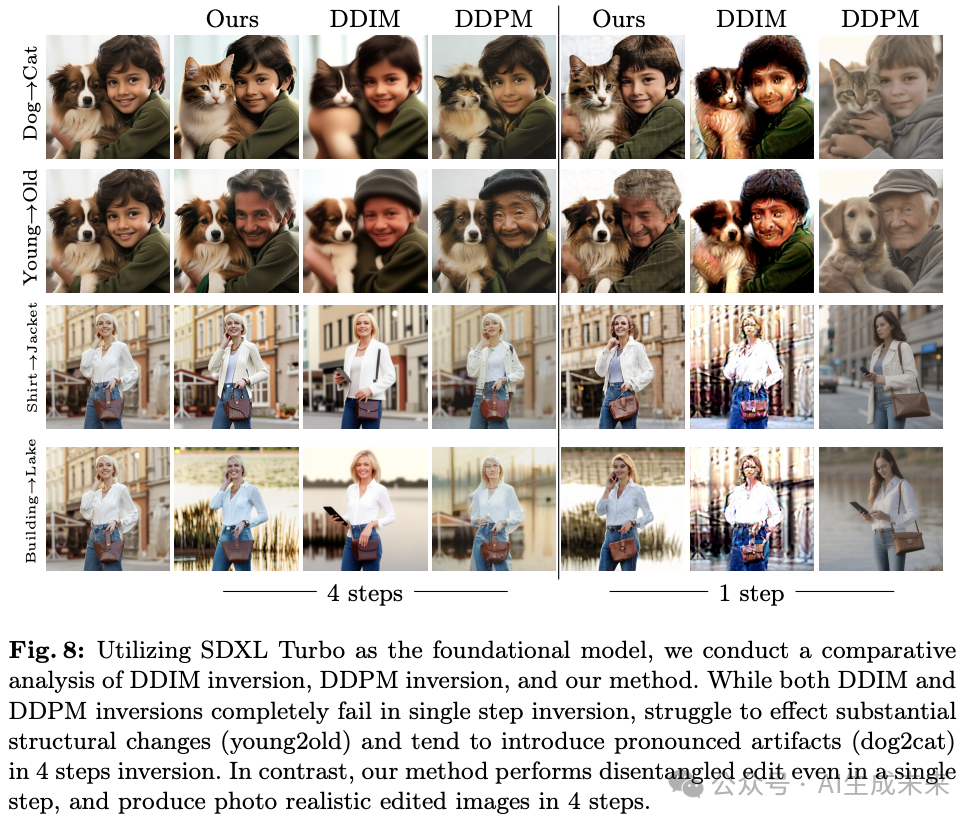 Ours DDIM DDPM Ours DDIM DDPM
Dog→Cat
Young→Old
Shirt→Jacket
Building→Lake
4 steps 1 step
Fig. 8: Utilizing SDXL Turbo as the foundational model, we conduct a comparative
analysis of DDIM inversion, DDPM inversion, and our method. While both DDIM and
DDPM inversions completely fail in single step inversion, struggle to effect substantial
structural changes (young2old) and tend to introduce pronounced artifacts (dog2cat)
in 4 steps inversion. In contrast, our method performs disentangled edit even in a single
step, and produce photo realistic edited images in 4 steps.
公众号 · AI生成未来